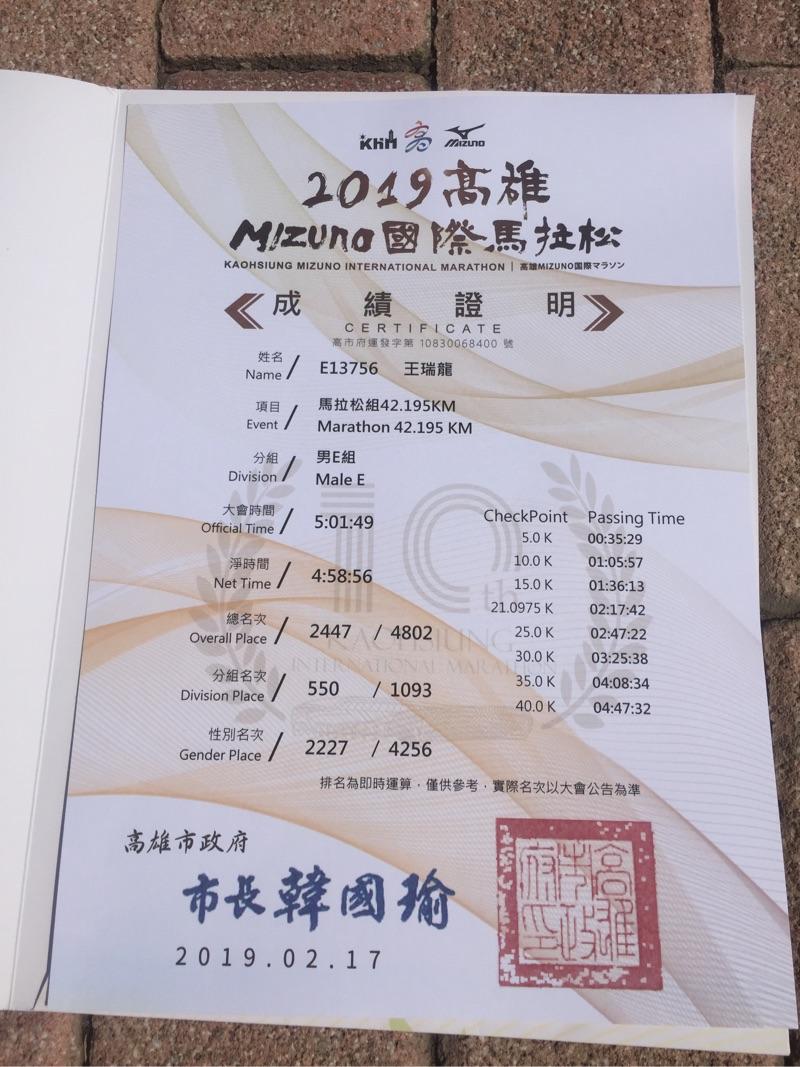 KHH 高 MIZUNO
2019高雄
MIZUNO國際馬拉松
KAOHSIUNG MIZUNO INTERNATIONAL MARATHON | 高雄MIZUNO国際マラソン
成績證明
CERTIFICATE
高市府運發字第 10830068400 號
姓名
Name / E13756 王瑞龍
項目 馬拉松組42.195KM
Event / Marathon 42.195 KM
分組 男E組
Division / Male E
大會時間
Official Time / 5:01:49
淨時間
Net Time / 4:58:56
總名次
Overall Place / 2447 / 4802
分組名次
Division Place / 550 / 1093
性別名次
Gender Place / 2227 / 4256
CheckPoint Passing Time
5.0 K 00:35:29
10.0 K 01:05:57
15.0 K 01:36:13
21.0975 K 02:17:42
25.0 K 02:47:22
30.0 K 03:25:38
35.0 K 04:08:34
40.0 K 04:47:32
10th
KAOHSIUNG
INTERNATIONAL MARATHON
排名為即時運算，僅供參考，實際名次以大會公告為準
高雄市政府
市長韓國瑜
2019.02.17
高雄
市政
府印